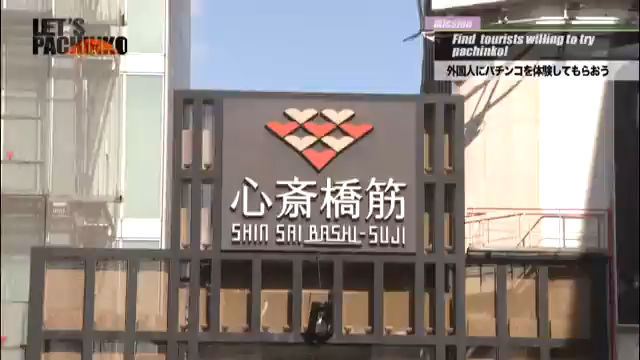 LET'S
PACHINKO
Mission
Find tourists willing to try
pachinko!
外国人にパチンコを体験してもらおう
心斎橋筋
SHIN SAI BASHI-SUJI